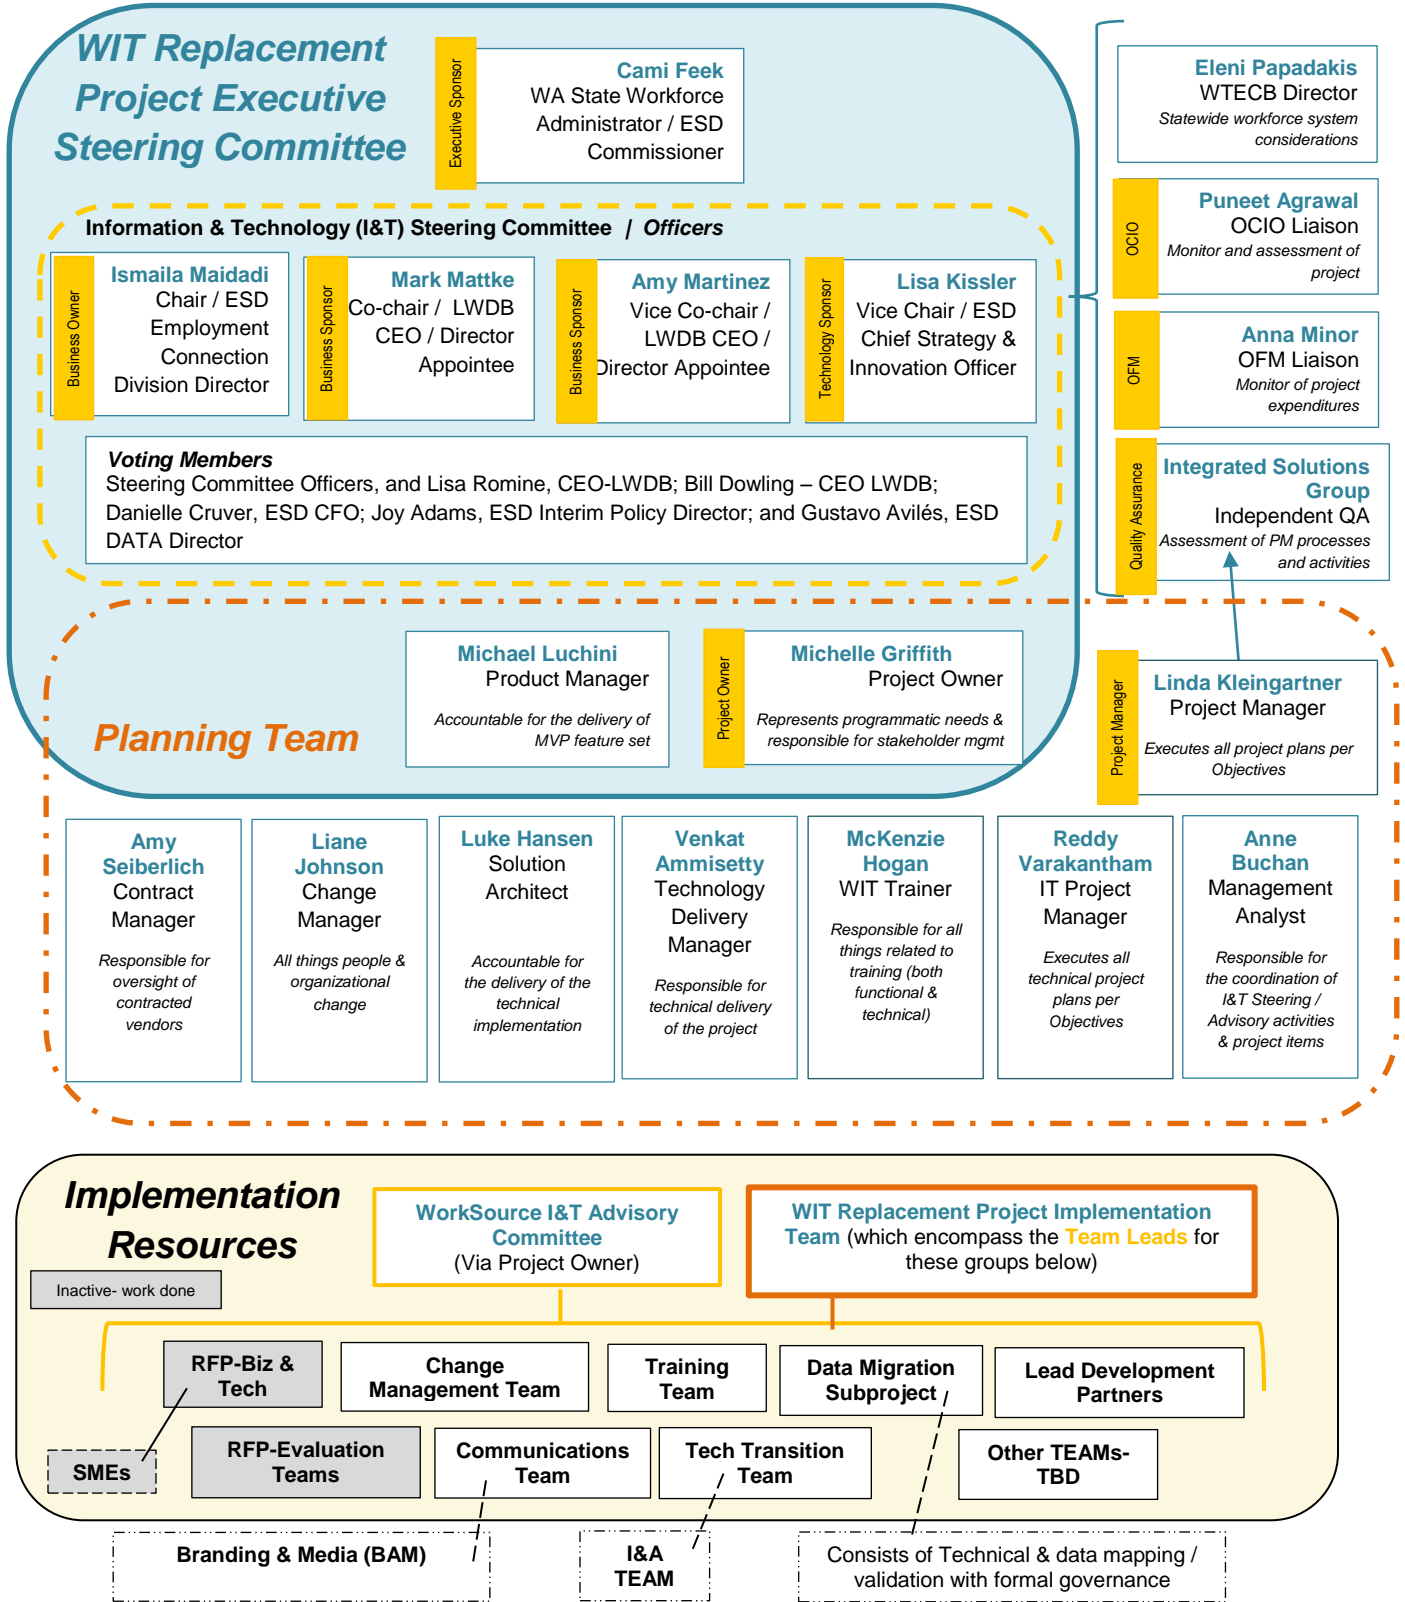 WIT Replacement
Project Executive
Steering Committee
Executive Sponsor
Cami Feek
WA State Workforce
Administrator / ESD
Commissioner
Eleni Papadakis
WTECB Director
Statewide workforce system
considerations
OCIO
Puneet Agrawal
OCIO Liaison
Monitor and assessment of
project
OFM
Anna Minor
OFM Liaison
Monitor of project
expenditures
Quality Assurance
Integrated Solutions
Group
Independent QA
Assessment of PM processes
and activities
Information & Technology (I&T) Steering Committee / Officers
Business Owner
Ismaila Maidadi
Chair / ESD
Employment
Connection
Division Director
Business Sponsor
Mark Mattke
Co-chair / LWDB
CEO / Director
Appointee
Business Sponsor
Amy Martinez
Vice Co-chair /
LWDB CEO /
Director Appointee
Technology Sponsor
Lisa Kissler
Vice Chair / ESD
Chief Strategy &
Innovation Officer
Voting Members
Steering Committee Officers, and Lisa Romine, CEO-LWDB; Bill Dowling – CEO LWDB;
Danielle Cruver, ESD CFO; Joy Adams, ESD Interim Policy Director; and Gustavo Avilés, ESD
DATA Director
Planning Team
Michael Luchini
Product Manager
Accountable for the delivery of
MVP feature set
Project Owner
Michelle Griffith
Project Owner
Represents programmatic needs &
responsible for stakeholder mgmt
Project Manager
Linda Kleingartner
Project Manager
Executes all project plans per
Objectives
Amy
Seiberlich
Contract
Manager
Responsible for
oversight of
contracted
vendors
Liane
Johnson
Change
Manager
All things people &
organizational
change
Luke Hansen
Solution
Architect
Accountable for
the delivery of the
technical
implementation
Venkat
Ammisetty
Technology
Delivery
Manager
Responsible for
technical delivery
of the project
McKenzie
Hogan
WIT Trainer
Responsible for all
things related to
training (both
functional &
technical)
Reddy
Varakantham
IT Project
Manager
Executes all
technical project
plans per
Objectives
Anne
Buchan
Management
Analyst
Responsible for
the coordination of
I&T Steering /
Advisory activities
& project items
Implementation
Resources
Inactive- work done
WorkSource I&T Advisory
Committee
(Via Project Owner)
WIT Replacement Project Implementation
Team (which encompass the Team Leads for
these groups below)
RFP-Biz &
Tech
Change
Management Team
Training
Team
Data Migration
Subproject
Lead Development
Partners
SMEs
RFP-Evaluation
Teams
Communications
Team
Tech Transition
Team
Other TEAMs-
TBD
Branding & Media (BAM)
I&A
TEAM
Consists of Technical & data mapping /
validation with formal governance